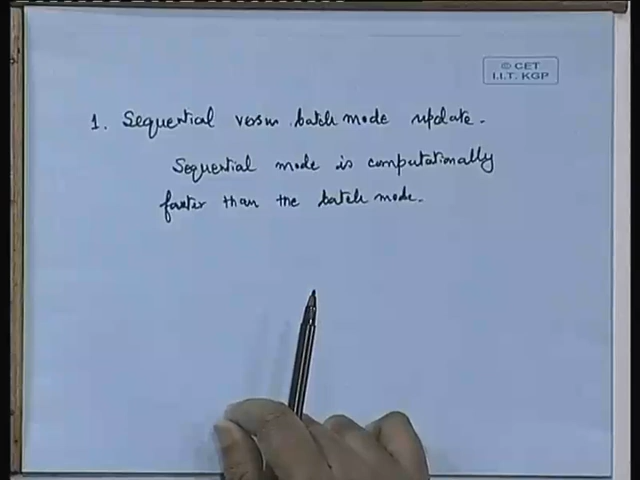 © CET
I.I.T. KGP
1. Sequential versus batch mode update.
Sequential mode is computationally
faster than the batch mode.